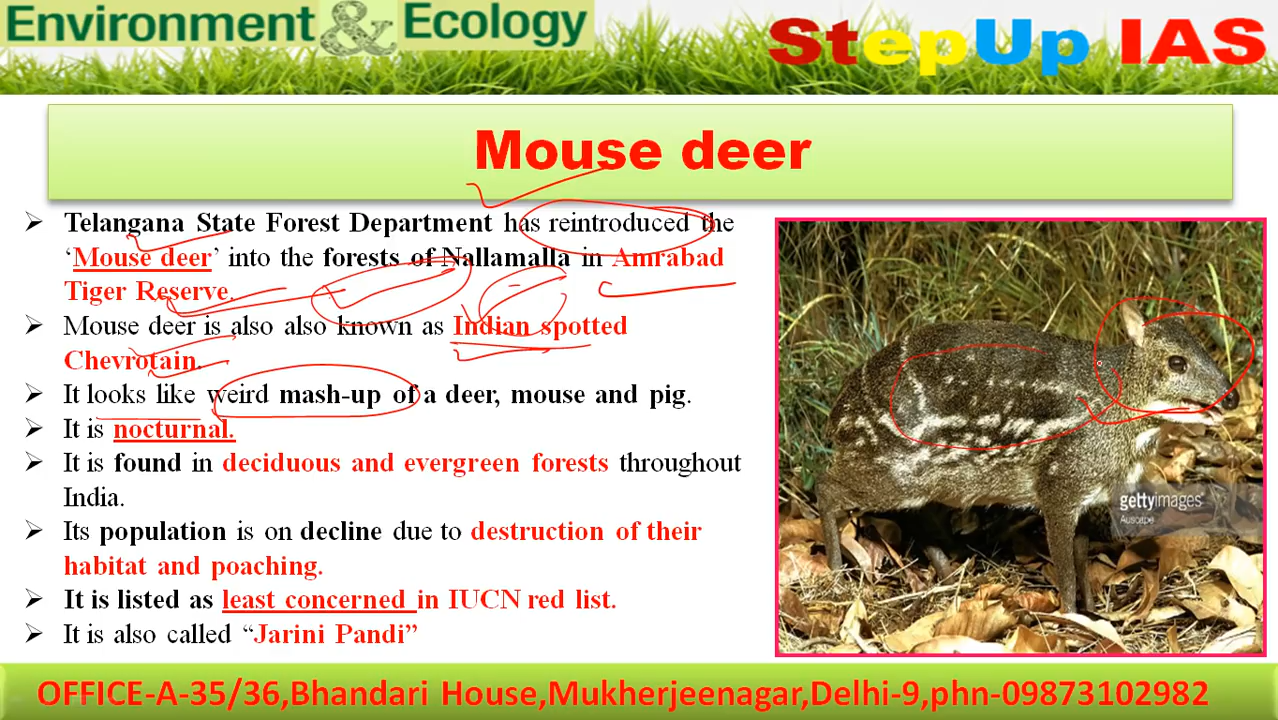 Environment & Ecology
StepUp IAS
Mouse deer
➢ Telangana State Forest Department has reintroduced the
‘Mouse deer’ into the forests of Nallamalla in Amrabad
Tiger Reserve.
➢ Mouse deer is also also known as Indian spotted
Chevrotain.
➢ It looks like weird mash-up of a deer, mouse and pig.
➢ It is nocturnal.
➢ It is found in deciduous and evergreen forests throughout
India.
➢ Its population is on decline due to destruction of their
habitat and poaching.
➢ It is listed as least concerned in IUCN red list.
➢ It is also called “Jarini Pandi”
gettyimages
Auscape
OFFICE-A-35/36,Bhandari House,Mukherjeenagar,Delhi-9,phn-09873102982